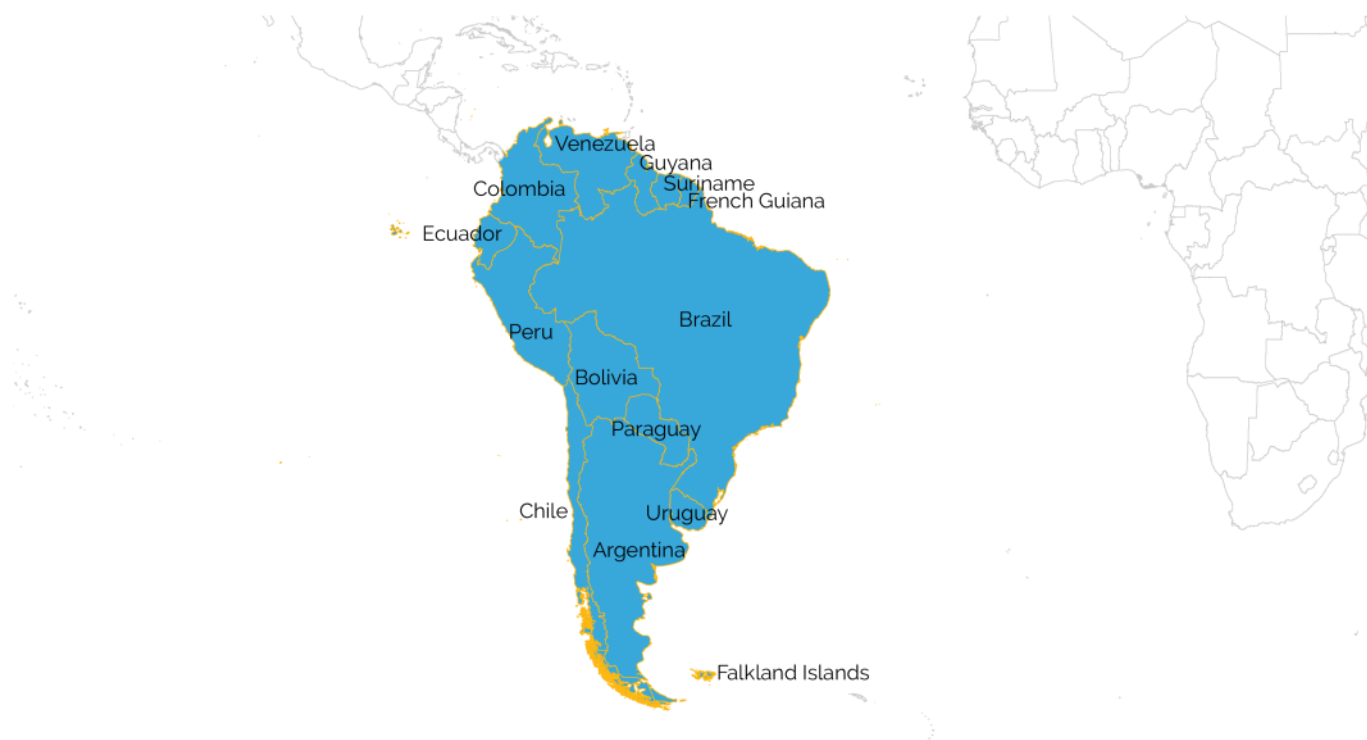 Venezuela
Guyana
Suriname
Colombia
French Guiana
Ecuador
Brazil
Peru
Bolivia
Paraguay
Chile
Uruguay
Argentina
Falkland Islands